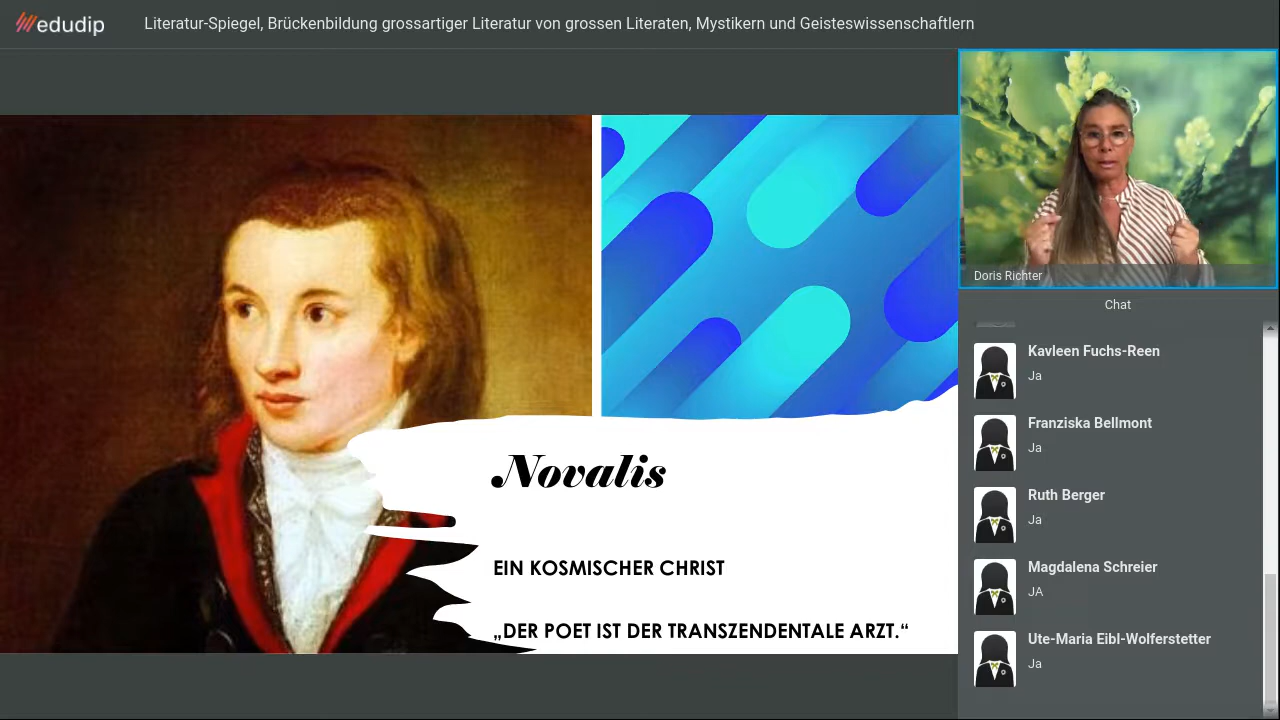 edudip
Literatur-Spiegel, Brückenbildung grossartiger Literatur von grossen Literaten, Mystikern und Geisteswissenschaftlern
Novalis
EIN KOSMISCHER CHRIST
„DER POET IST DER TRANSZENDENTALE ARZT.“
Doris Richter
Chat
Kavleen Fuchs-Reen
Ja
Franziska Bellmont
Ja
Ruth Berger
Ja
Magdalena Schreier
JA
Ute-Maria Eibl-Wolferstetter
Ja